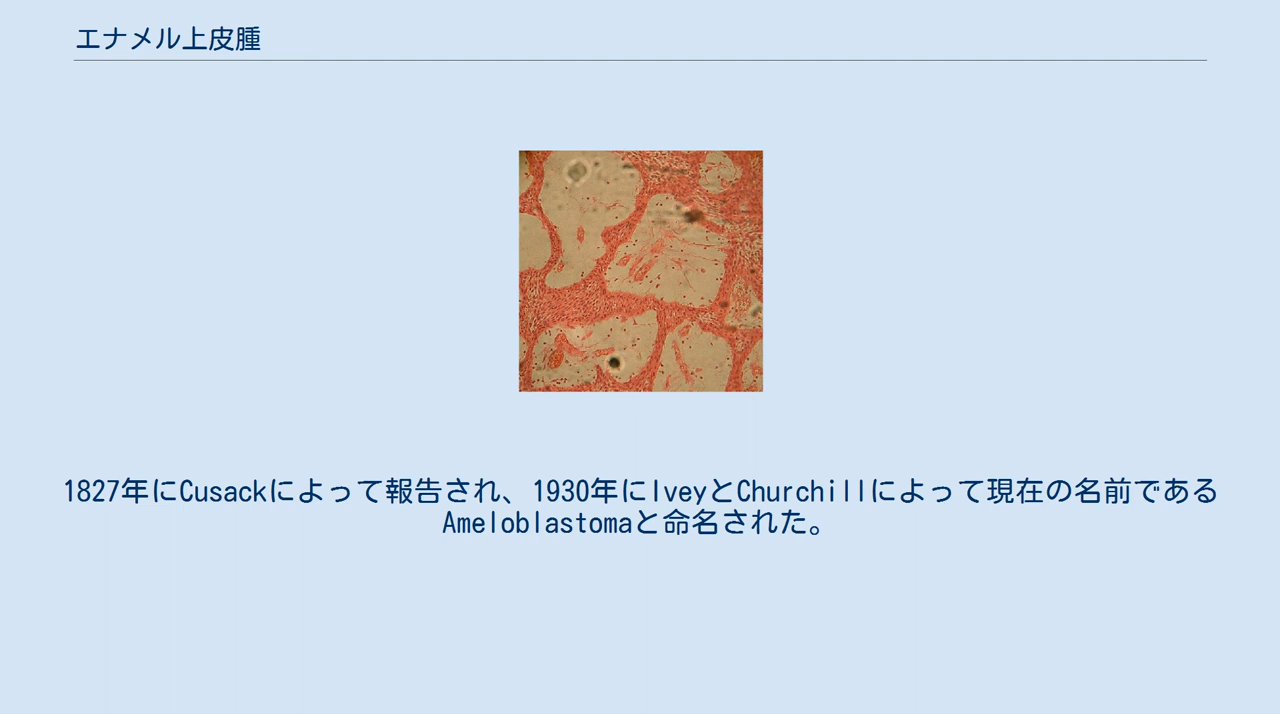 エナメル上皮腫
1827年にCusackによって報告され、1930年にIveyとChurchillによって現在の名前である
Ameloblastomaと命名された。